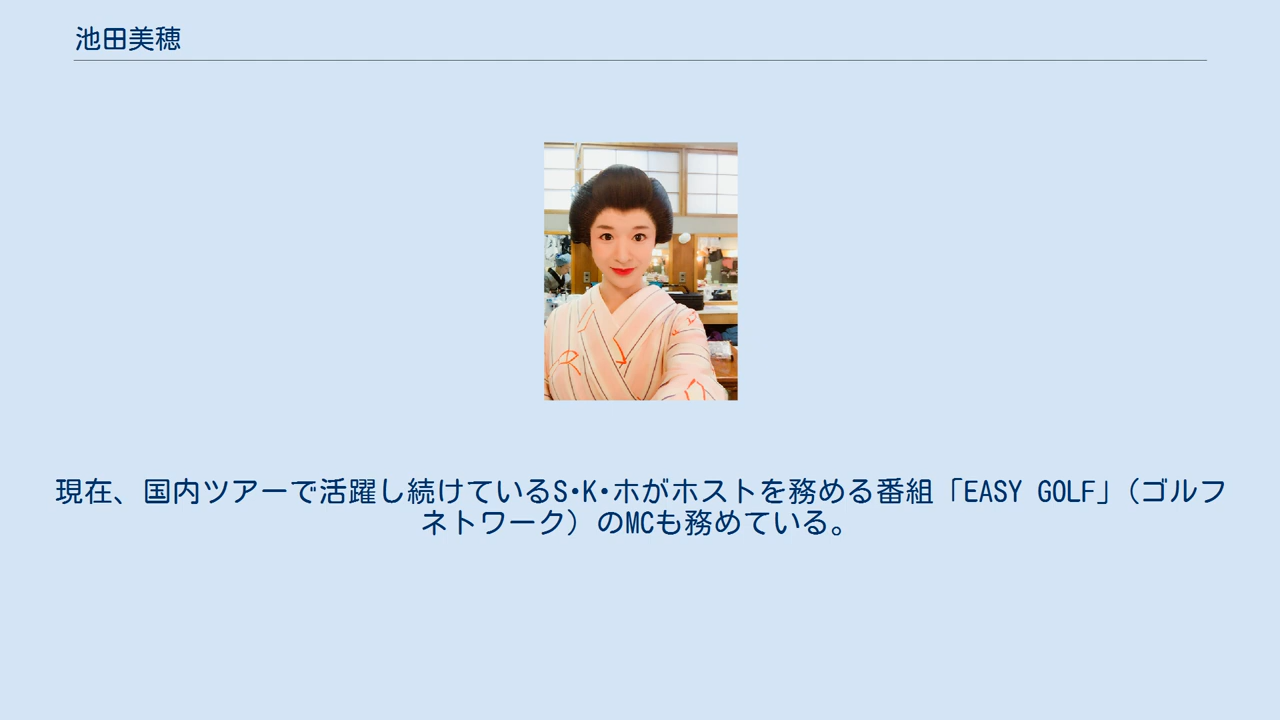 池田美穂
現在、国内ツアーで活躍し続けているS・K・ホがホストを務める番組「EASY GOLF」（ゴルフ
ネトワーク）のMCも務めている。